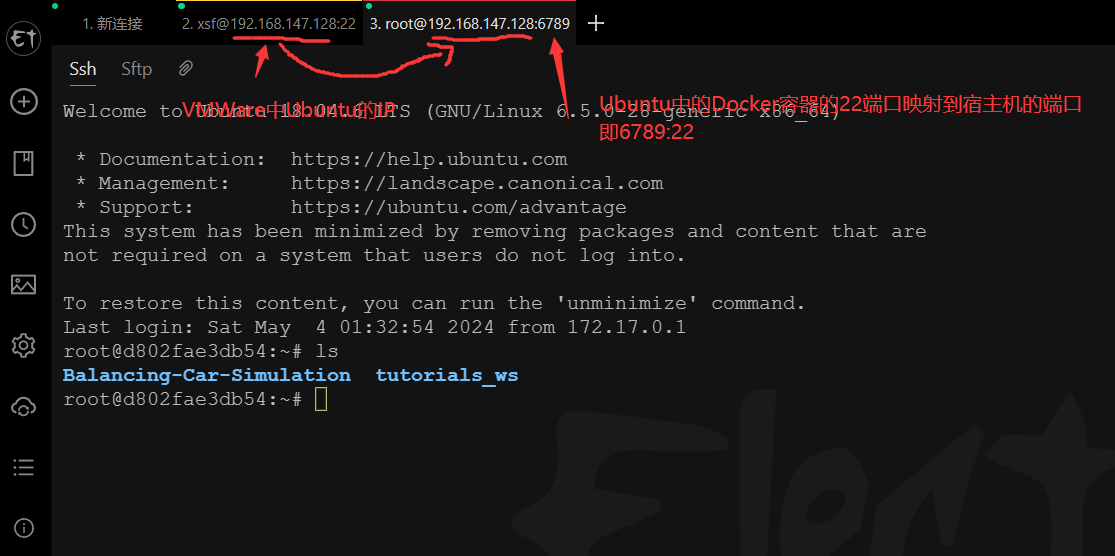 1. 新连接
2. xsf@192.168.147.128:22
3. root@192.168.147.128:6789
Ssh Sftp
Welcome to Ubuntu 18.04.6 LTS (GNU/Linux 6.5.0-28-generic x86_64)
VMWare中Ubuntu的IP
Ubuntu中的Docker容器的22端口映射到宿主机的端口
即6789:22
* Documentation: https://help.ubuntu.com
* Management: https://landscape.canonical.com
* Support: https://ubuntu.com/advantage
This system has been minimized by removing packages and content that are
not required on a system that users do not log into.
To restore this content, you can run the 'unminimize' command.
Last login: Sat May 4 01:32:54 2024 from 172.17.0.1
root@d802fae3db54:~# ls
Balancing-Car-Simulation tutorials_ws
root@d802fae3db54:~#